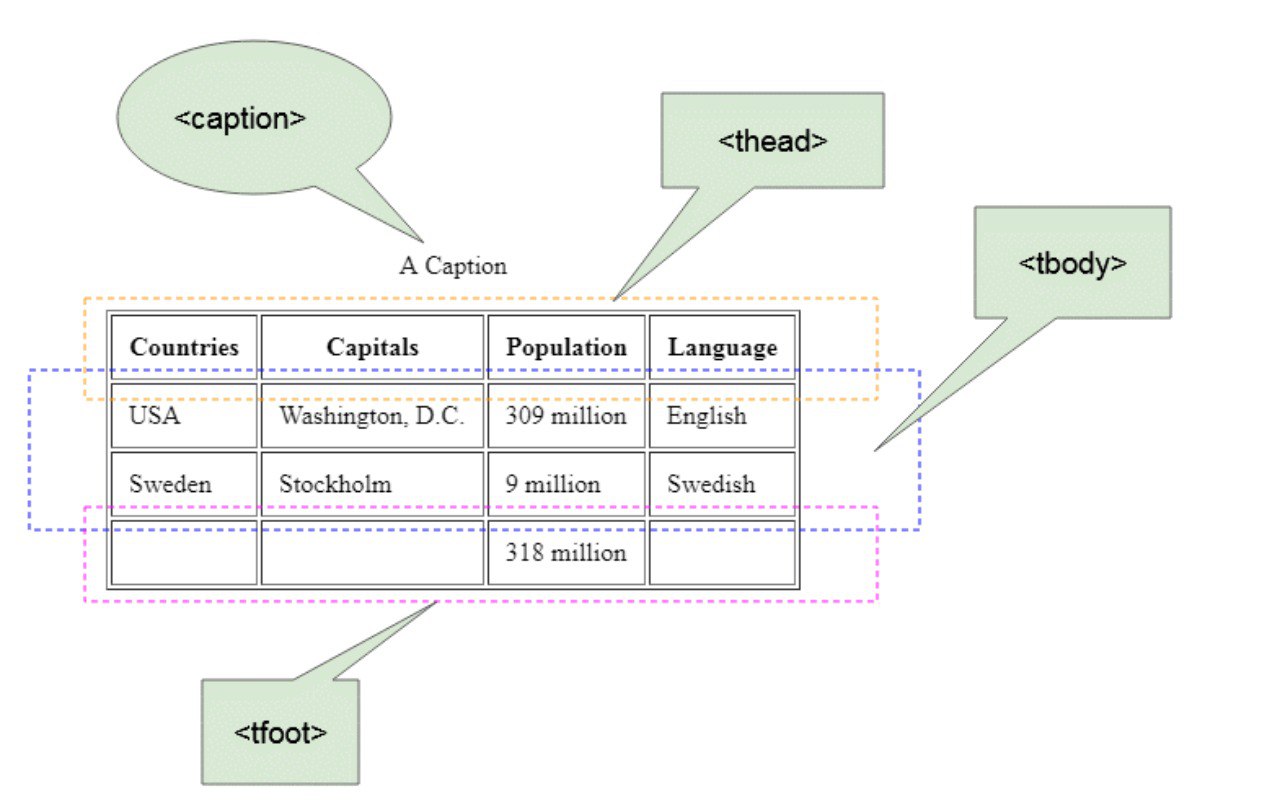 <caption>
<thead>
<tbody>
A Caption
Countries Capitals Population Language
USA Washington, D.C. 309 million English
Sweden Stockholm 9 million Swedish
318 million
<tfoot>